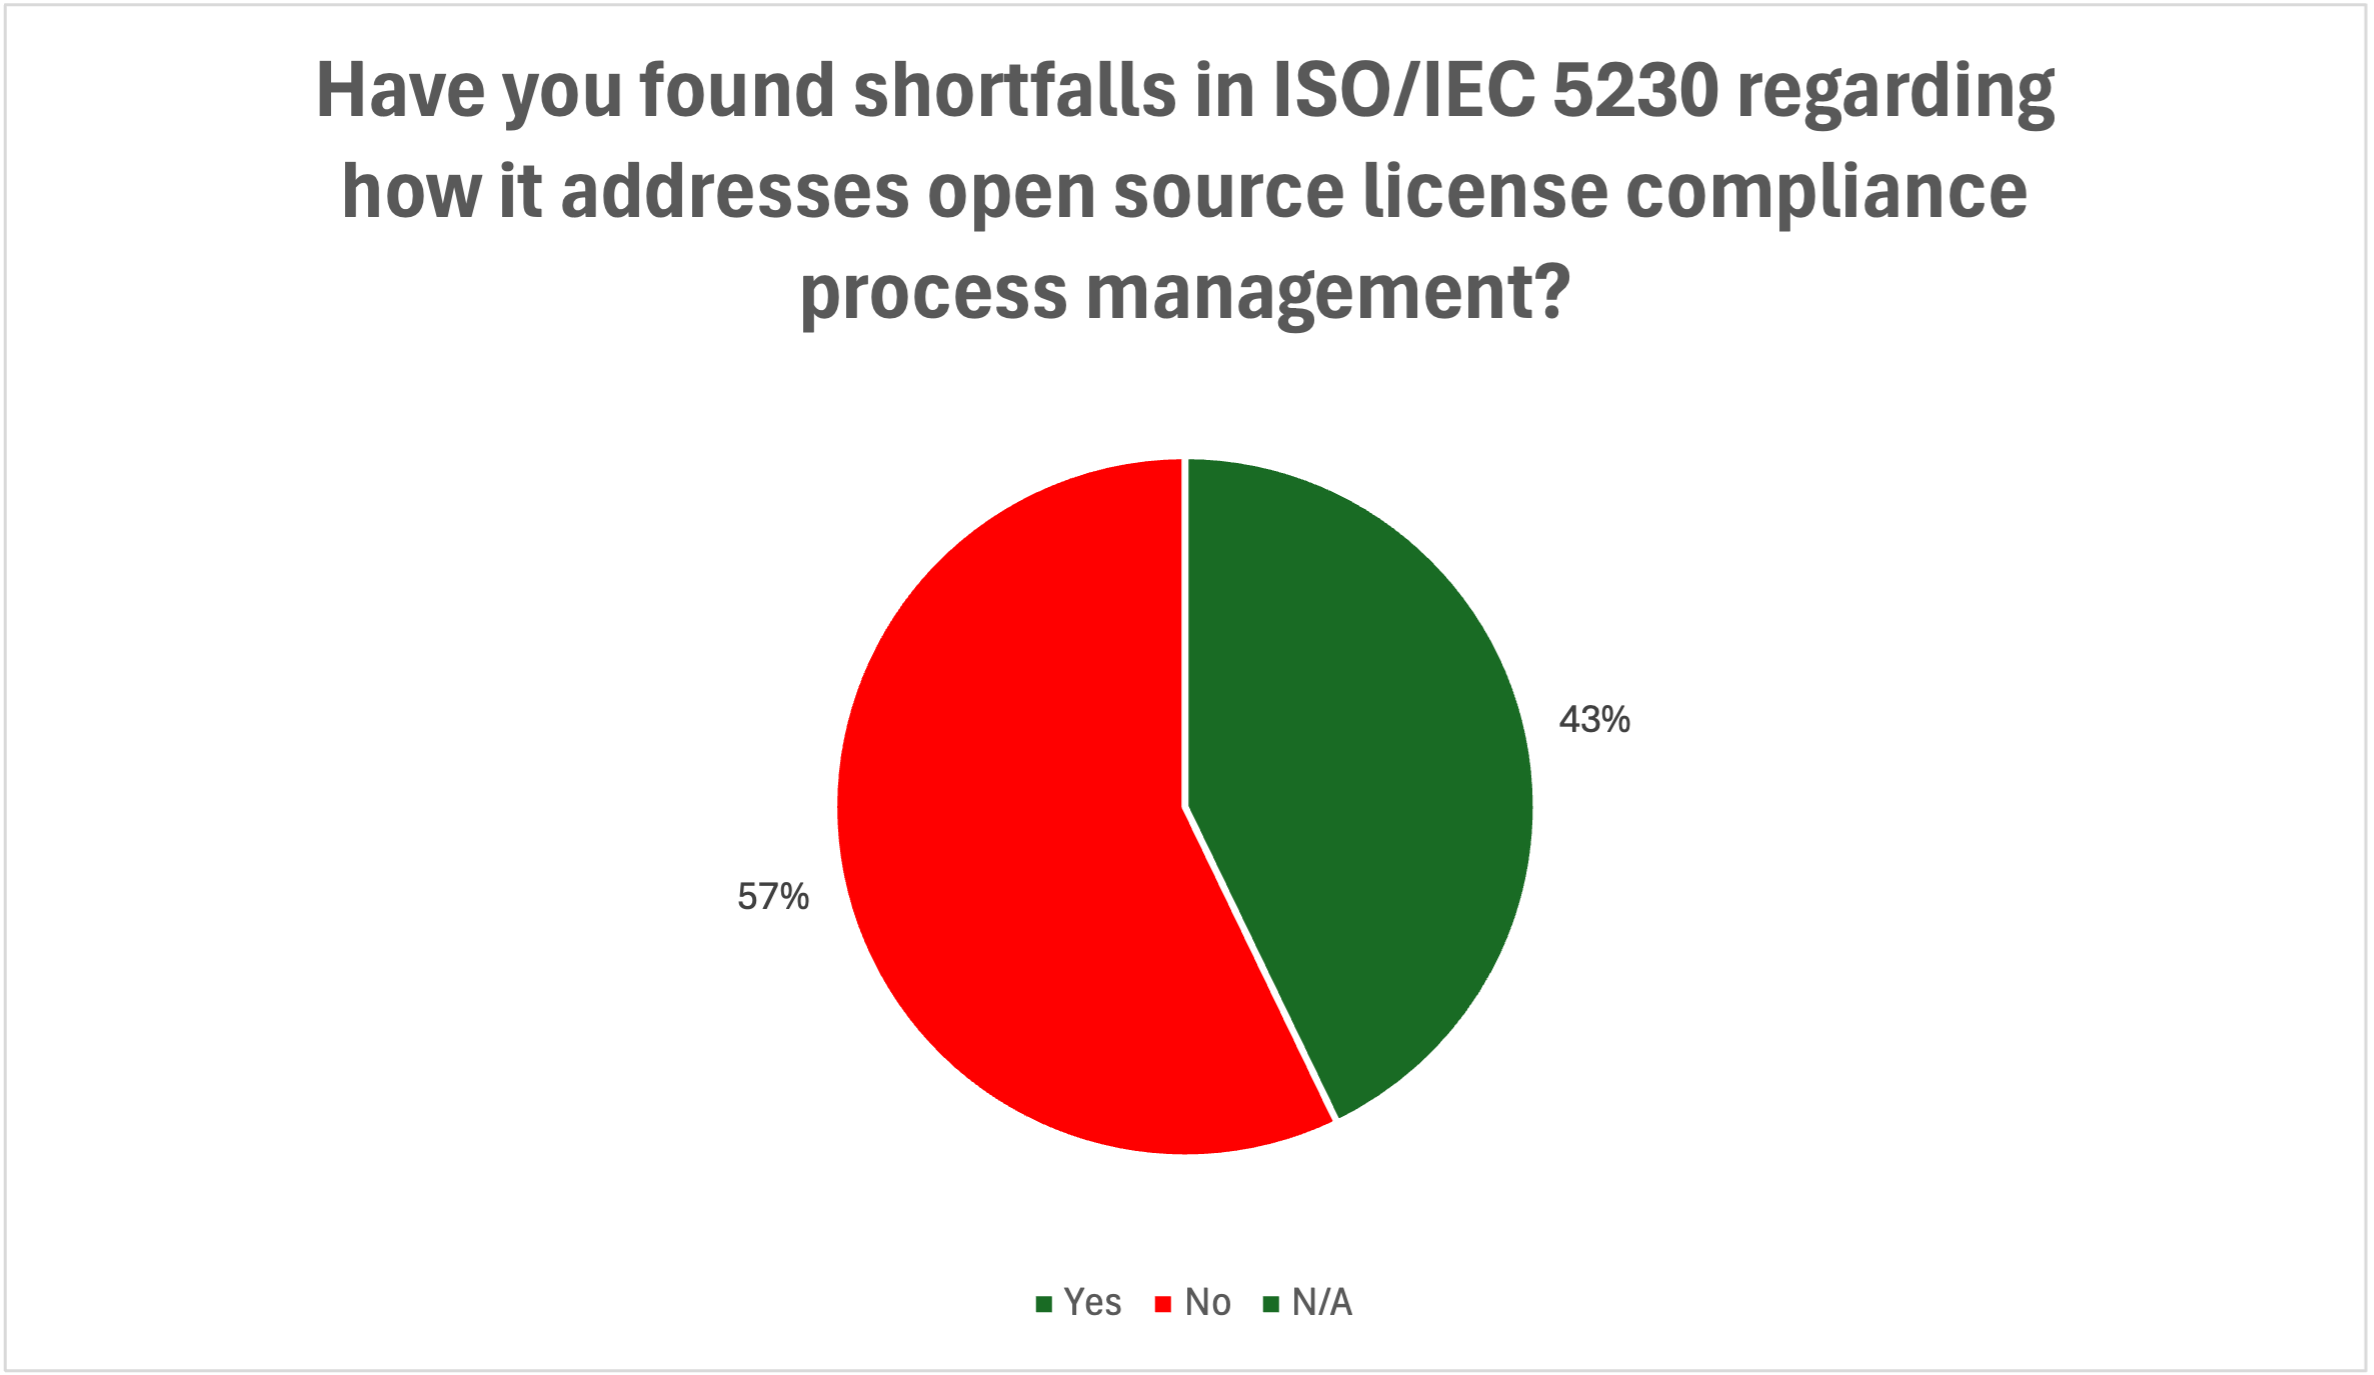 Have you found shortfalls in ISO/IEC 5230 regarding
how it addresses open source license compliance
process management?
43%
57%
Yes No N/A